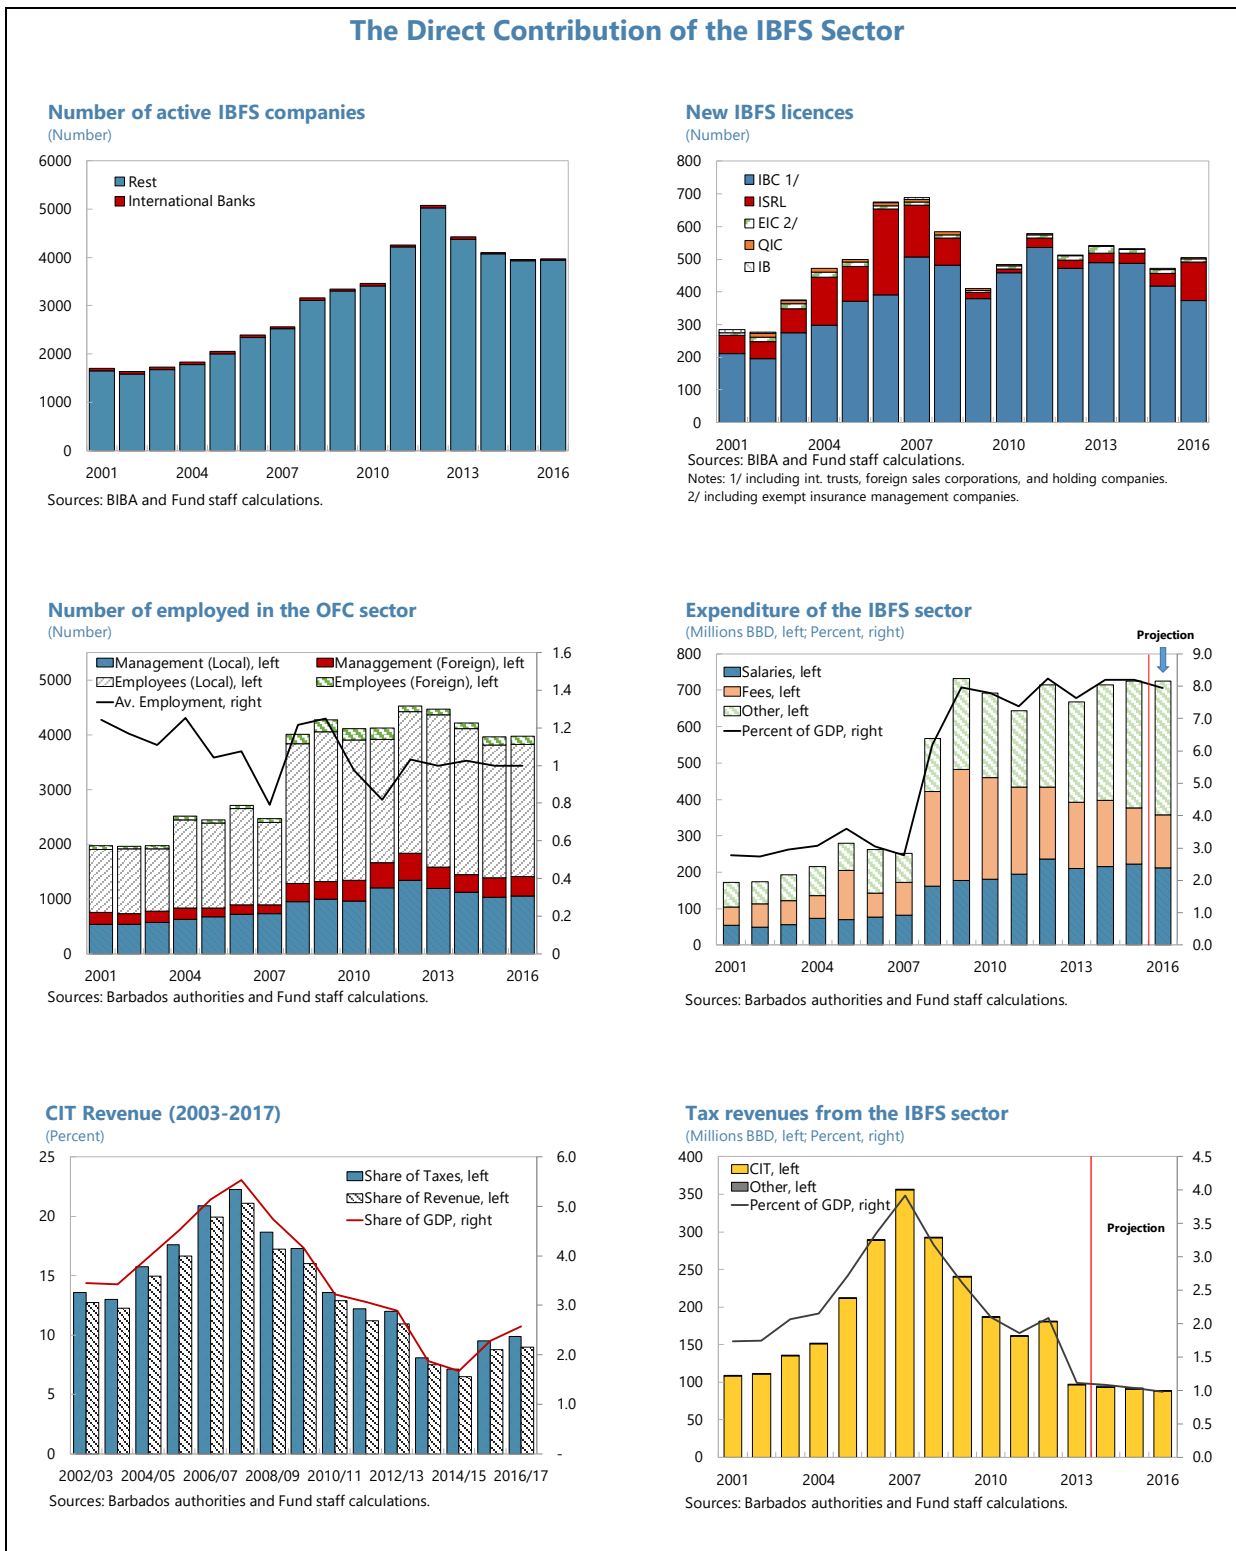 The Direct Contribution of the IBFS Sector
Number of active IBFS companies
(Number)
6000
5000
4000
3000
2000
1000
0
Rest
International Banks
2001 2004 2007 2010 2013 2016
Sources: BIBA and Fund staff calculations.
New IBFS licences
(Number)
800
700
600
500
400
300
200
100
0
IBC 1/
ISRL
EIC 2/
QIC
IB
2001 2004 2007 2010 2013 2016
Sources: BIBA and Fund staff calculations.
Notes: 1/ including int. trusts, foreign sales corporations, and holding companies.
2/ including exempt insurance management companies.
Number of employed in the OFC sector
(Number)
5000
4000
3000
2000
1000
0
Management (Local), left Managgement (Foreign), left
Employees (Local), left Employees (Foreign), left
Av. Employment, right
1.6
1.4
1.2
1
0.8
0.6
0.4
0.2
0
2001 2004 2007 2010 2013 2016
Sources: Barbados authorities and Fund staff calculations.
Expenditure of the IBFS sector
(Millions BBD, left; Percent, right)
Projection
800
700
600
500
400
300
200
100
0
Salaries, left
Fees, left
Other, left
Percent of GDP, right
9.0
8.0
7.0
6.0
5.0
4.0
3.0
2.0
1.0
0.0
2001 2004 2007 2010 2013 2016
Sources: Barbados authorities and Fund staff calculations.
CIT Revenue (2003-2017)
(Percent)
25
20
15
10
5
0
Share of Taxes, left
Share of Revenue, left
Share of GDP, right
6.0
5.0
4.0
3.0
2.0
1.0
-
2002/03 2004/05 2006/07 2008/09 2010/11 2012/13 2014/15 2016/17
Sources: Barbados authorities and Fund staff calculations.
Tax revenues from the IBFS sector
(Millions BBD, left; Percent, right)
400
350
300
250
200
150
100
50
0
CIT, left
Other, left
Percent of GDP, right
Projection
4.5
4.0
3.5
3.0
2.5
2.0
1.5
1.0
0.5
0.0
2001 2004 2007 2010 2013 2016
Sources: Barbados authorities and Fund staff calculations.